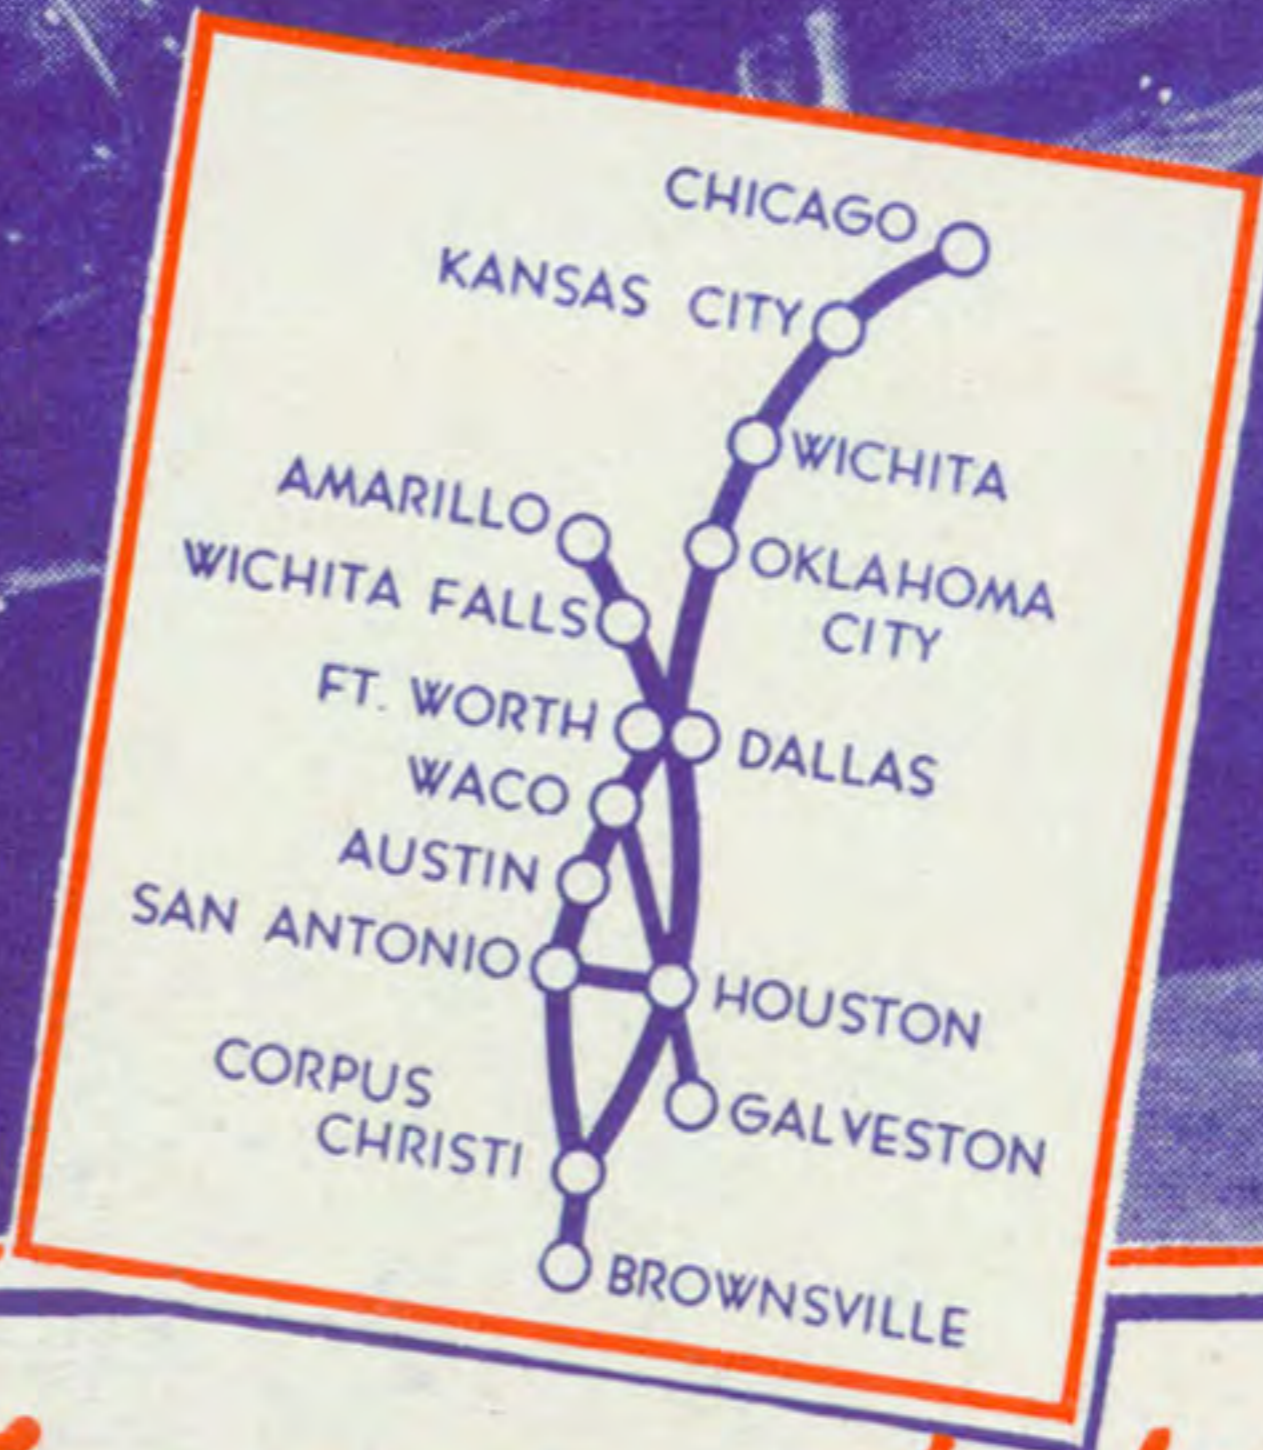 CHICAGO
KANSAS CITY
WICHITA
AMARILLO
OKLAHOMA
CITY
WICHITA FALLS
FT. WORTH
DALLAS
WACO
AUSTIN
SAN ANTONIO
HOUSTON
CORPUS
CHRISTI
GALVESTON
BROWNSVILLE